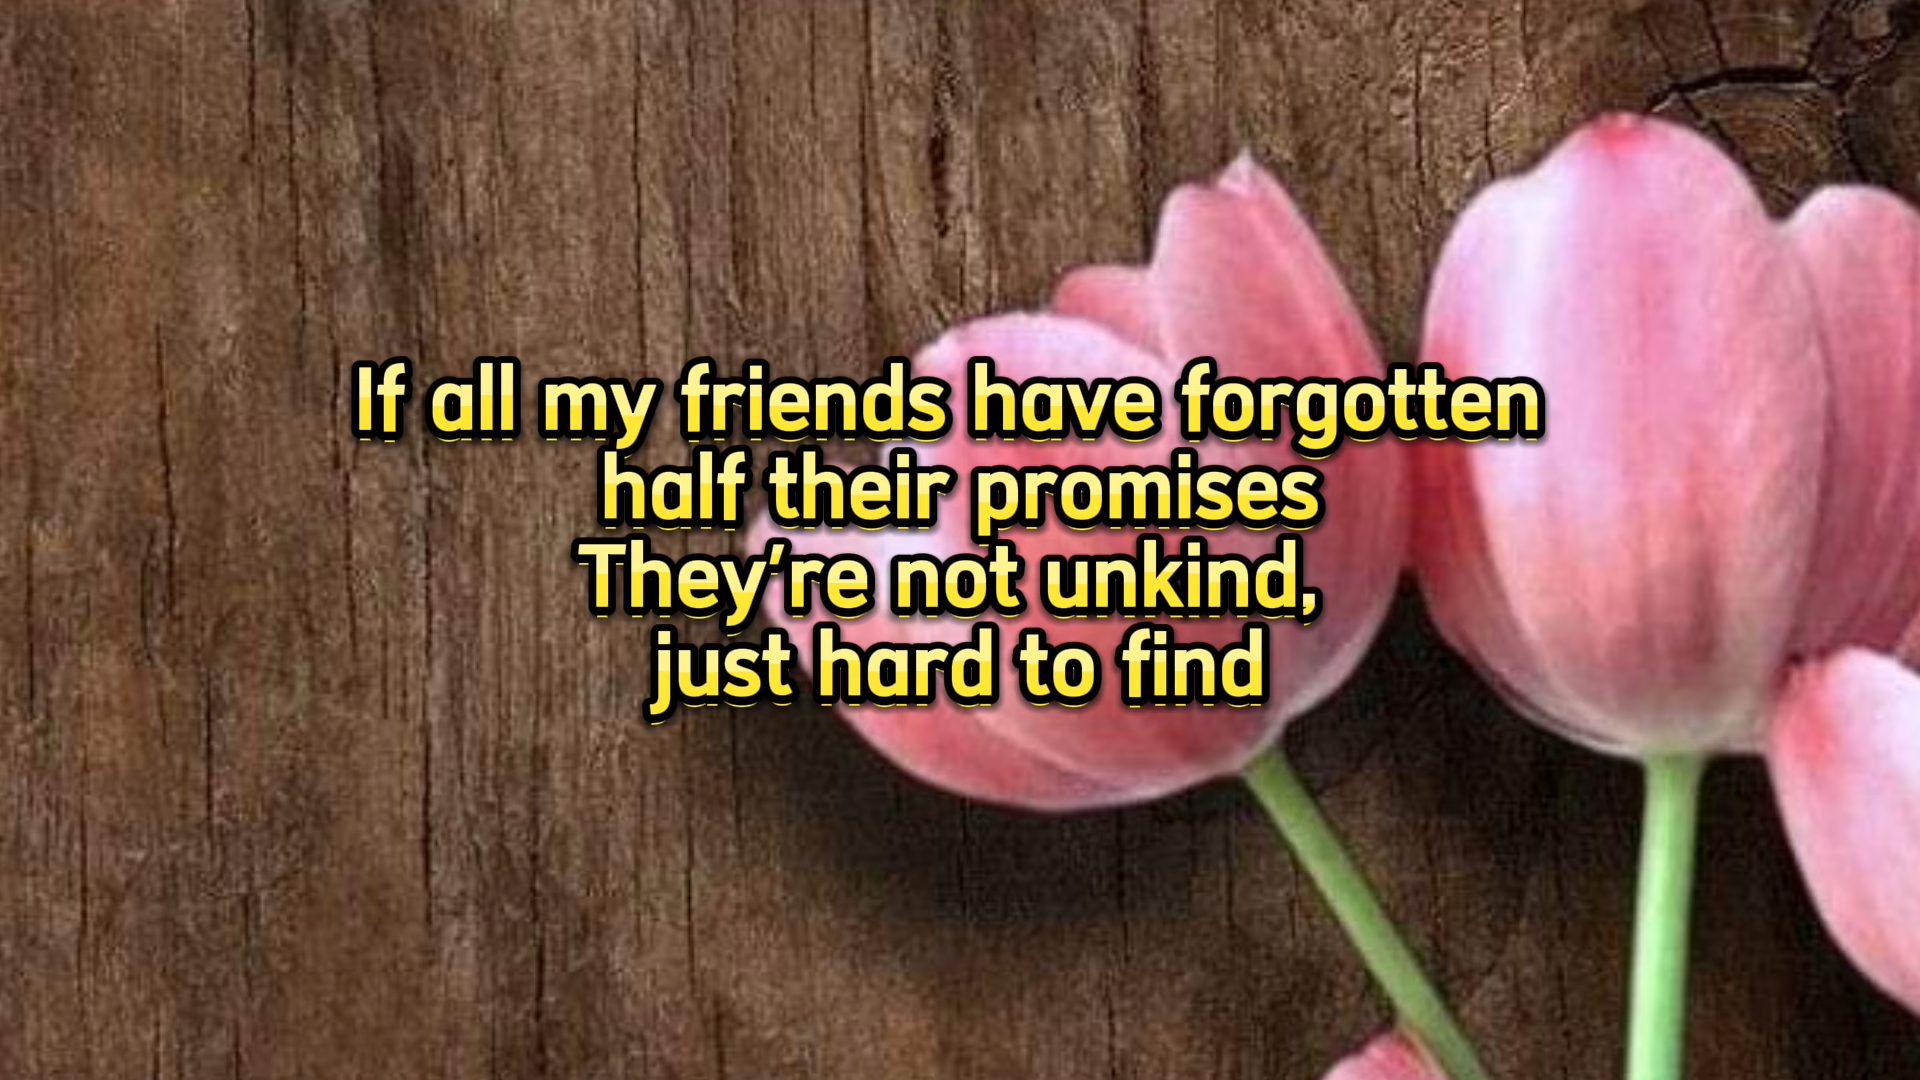 If all my friends have forgotten
half their promises
They're not unkind,
just hard to find